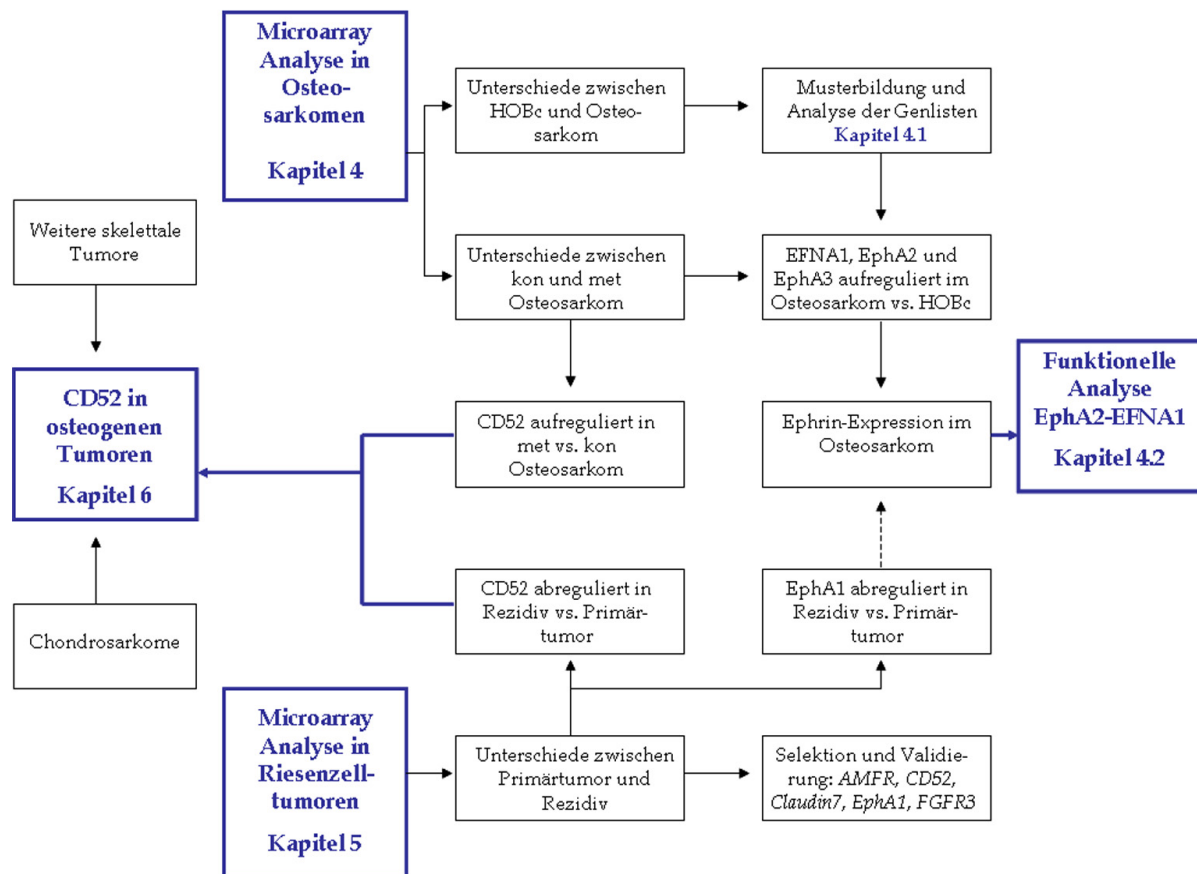 Microarray
Analyse in
Osteo-
sarkomen
Kapitel 4
Unterschiede zwischen
HOBc und Osteo-
sarkom
Musterbildung und
Analyse der Genlisten
Kapitel 4.1
Weitere skelettale
Tumore
Unterschiede zwischen
kon und met
Osteosarkom
EFNA1, EphA2 und
EphA3 aufreguliert im
Osteosarkom vs. HOBc
CD52 in
osteogenen
Tumoren
Kapitel 6
CD52 aufreguliert in
met vs. kon
Osteosarkom
Ephrin-Expression im
Osteosarkom
Funktionelle
Analyse
EphA2-EFNA1
Kapitel 4.2
Chondrosarkome
CD52 abreguliert in
Rezidiv vs. Primär-
tumor
EphA1 abreguliert in
Rezidiv vs. Primär-
tumor
Microarray
Analyse in
Riesenzell-
tumoren
Kapitel 5
Unterschiede zwischen
Primärtumor und
Rezidiv
Selektion und Validie-
rung: AMFR, CD52,
Claudin7, EphA1, FGFR3